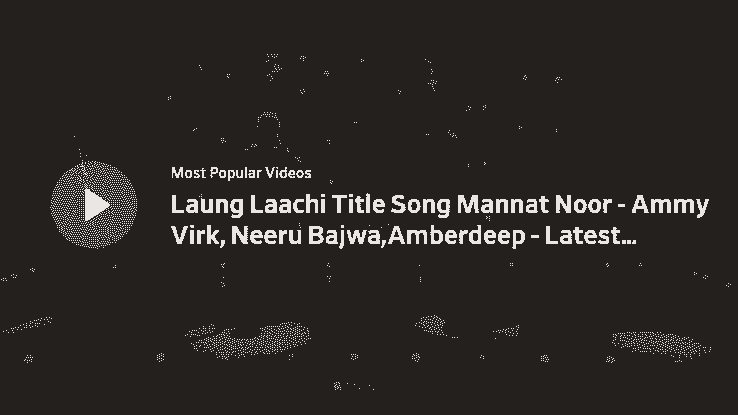 Most Popular Videos
Laung Laachi Title Song Mannat Noor - Ammy
Virk, Neeru Bajwa,Amberdeep - Latest...